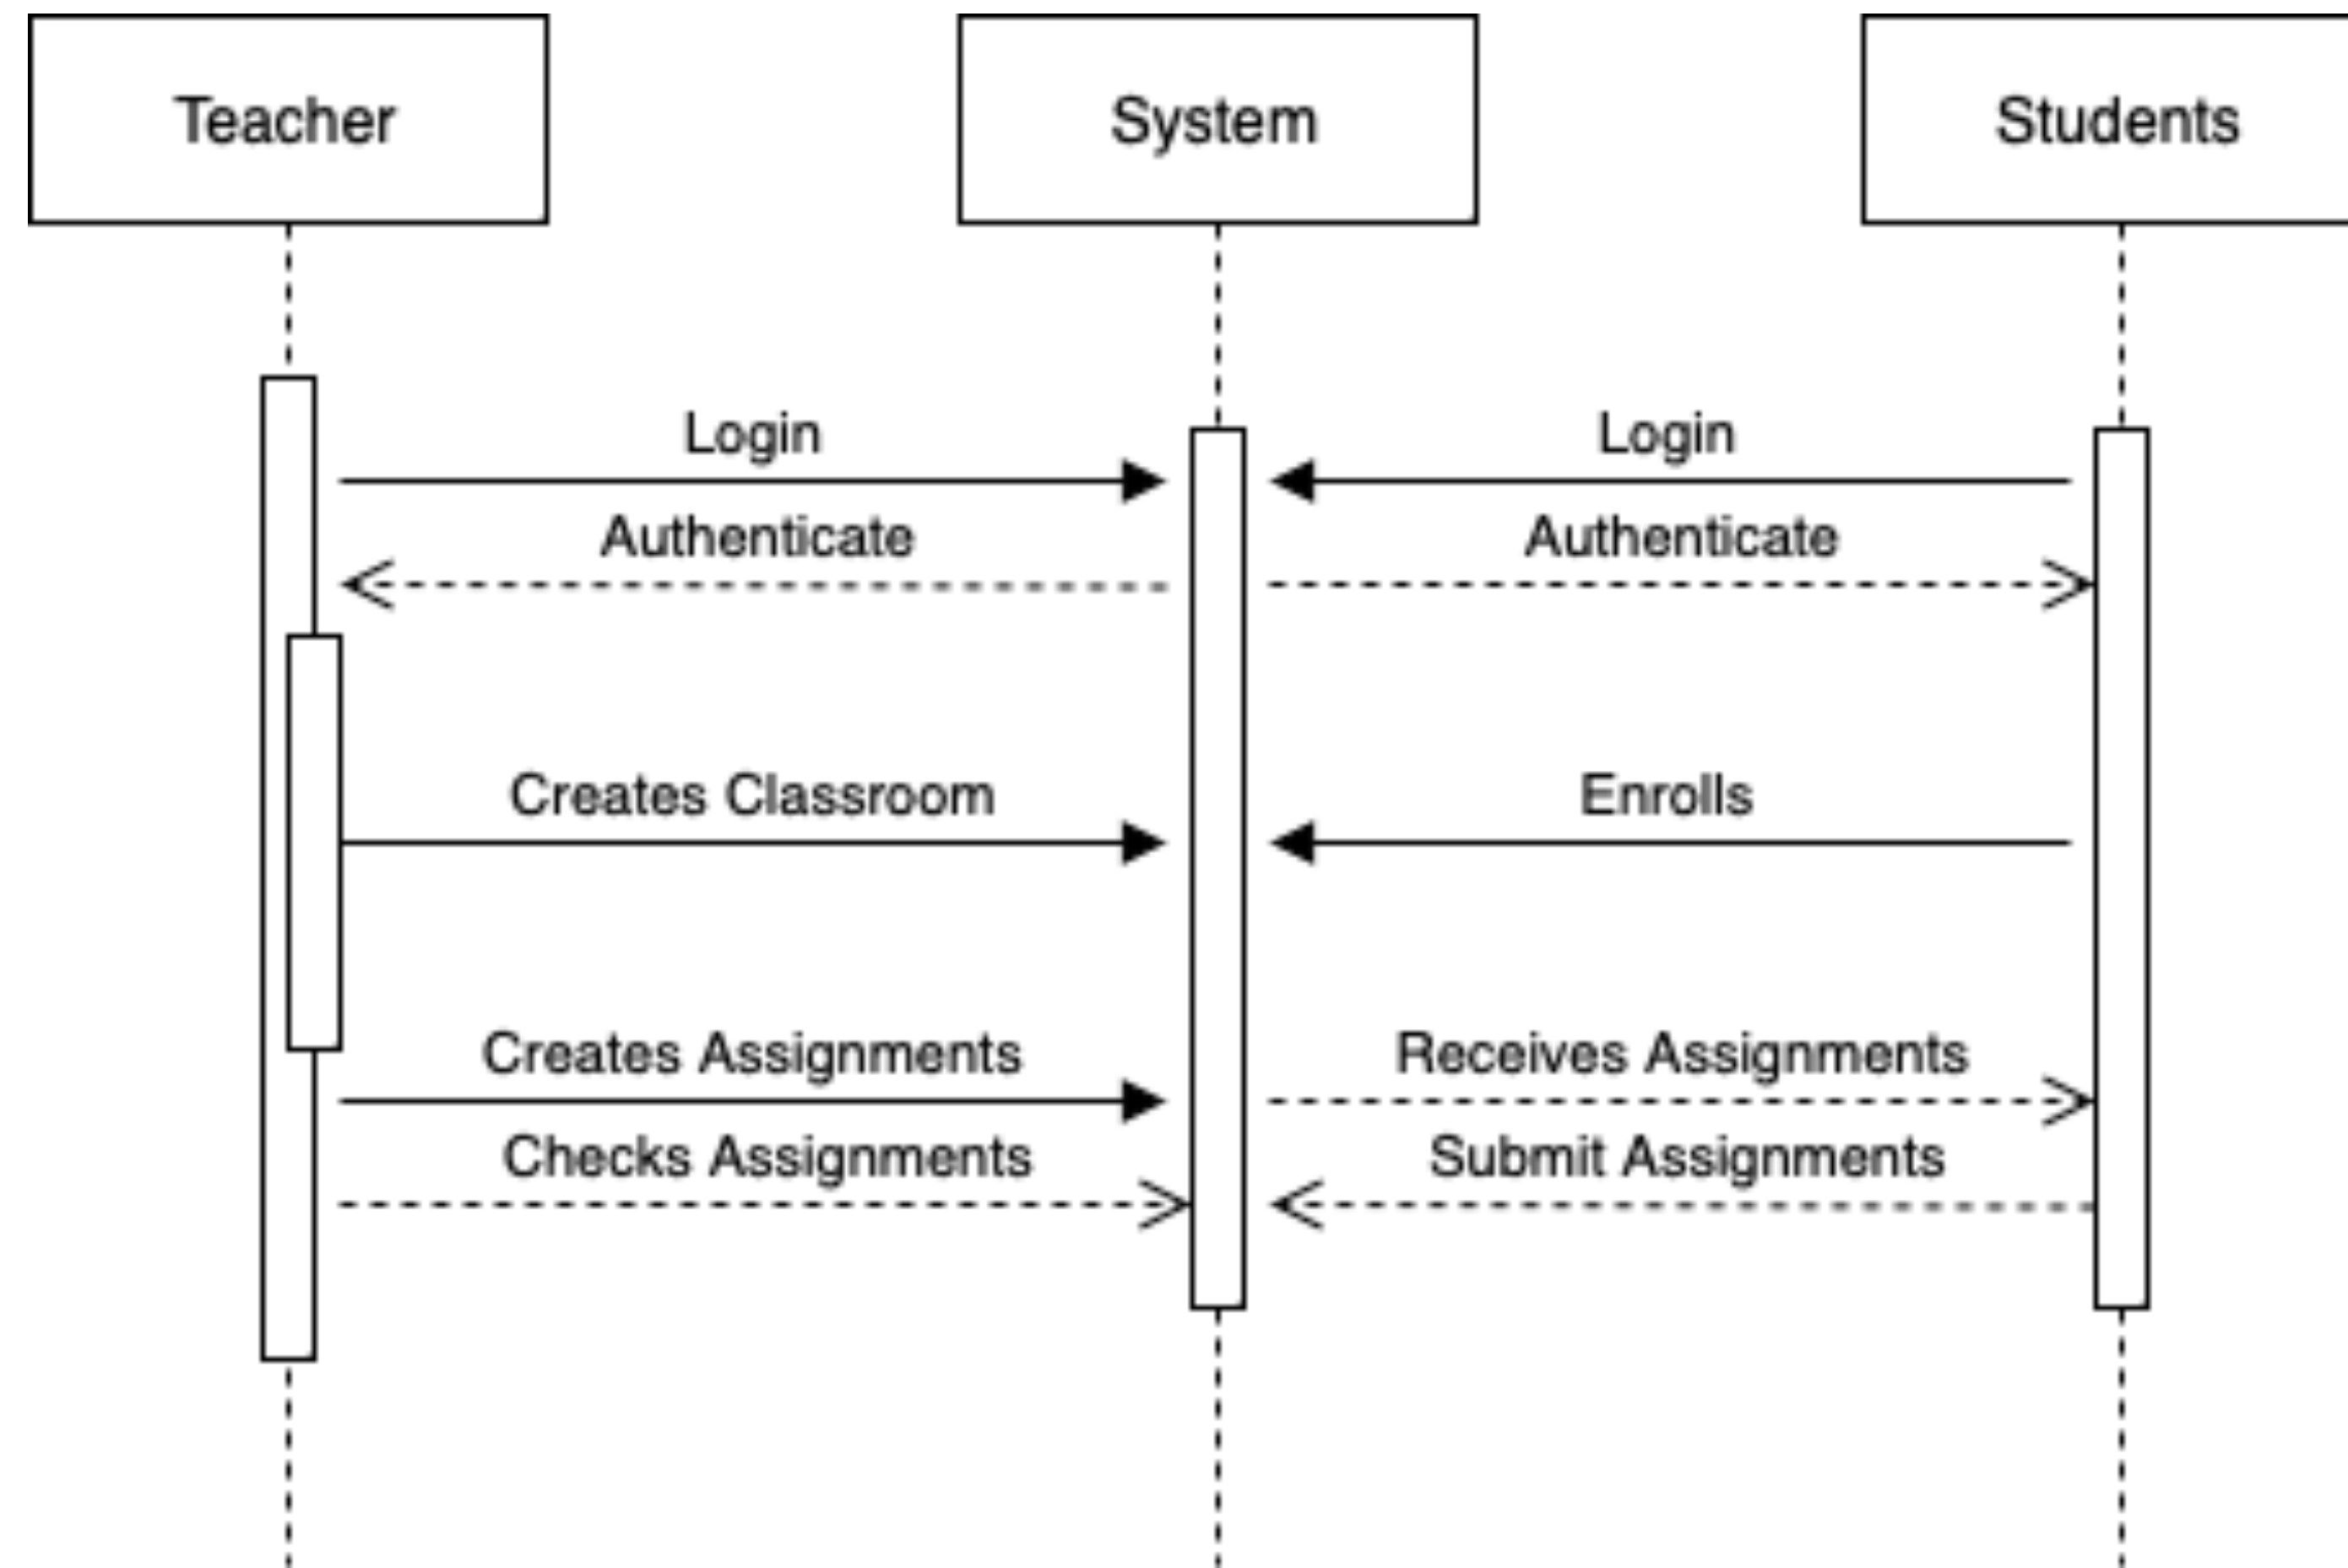 Teacher
System
Students
Login
Login
Authenticate
Authenticate
Creates Classroom
Enrolls
Creates Assignments
Receives Assignments
Checks Assignments
Submit Assignments